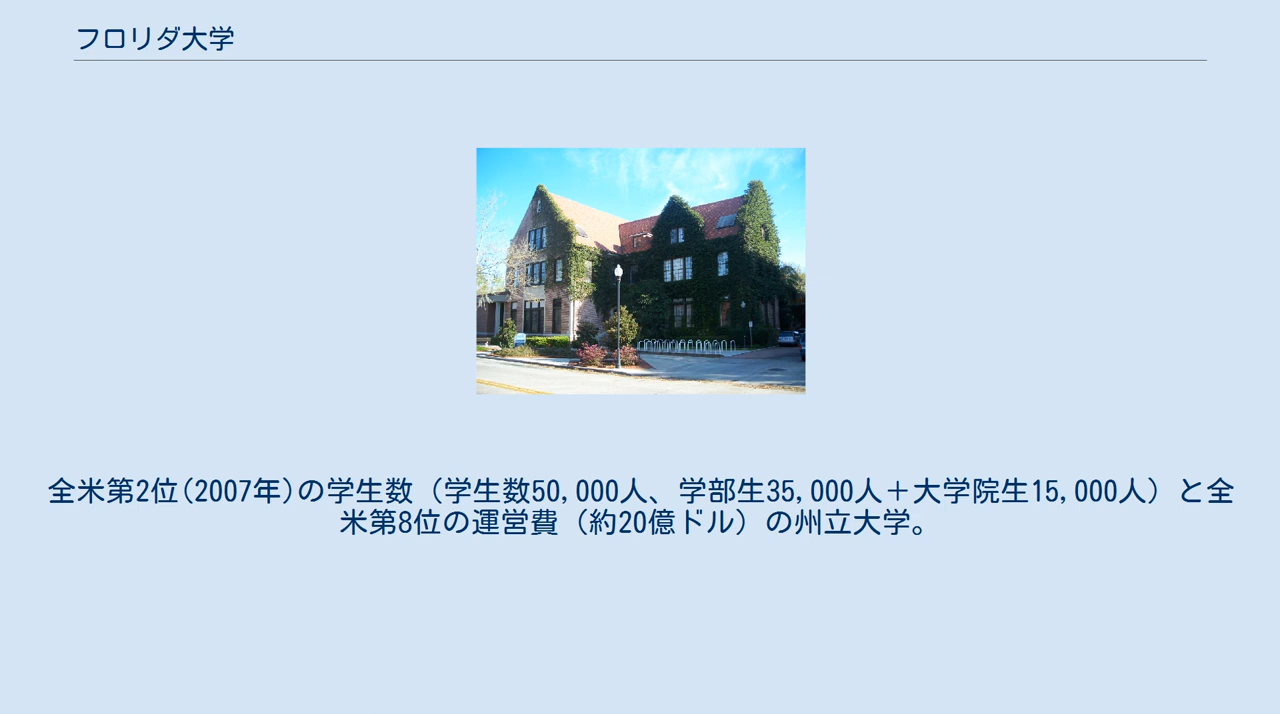 フロリダ大学
全米第2位(2007年)の学生数（学生数50,000人、学部生35,000人＋大学院生15,000人）と全
米第8位の運営費（約20億ドル）の州立大学。